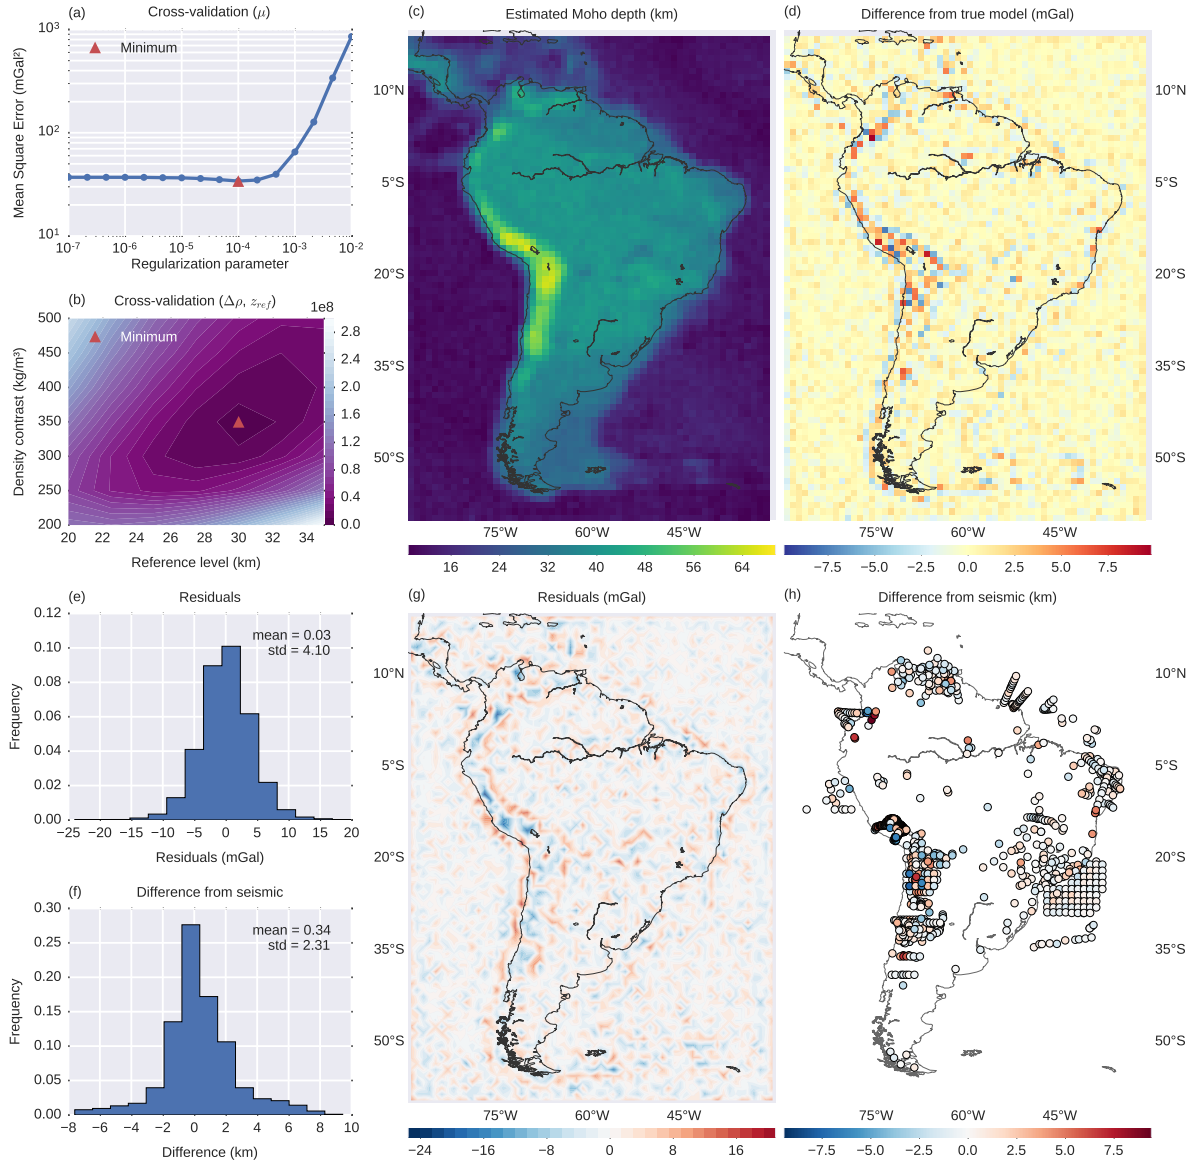 (a)
Cross-validation (μ)
Mean Square Error (mGal²)
10³
10²
10¹
Minimum
10⁻⁷
10⁻⁶
10⁻⁵
10⁻⁴
10⁻³
10⁻²
Regularization parameter
(b)
Cross-validation (Δρ, z_ref)
1e8
Density contrast (kg/m³)
500
450
400
350
300
250
200
Minimum
2.8
2.4
2.0
1.6
1.2
0.8
0.4
0.0
20 22 24 26 28 30 32 34
Reference level (km)
(c)
Estimated Moho depth (km)
10°N
5°S
20°S
35°S
50°S
75°W 60°W 45°W
16 24 32 40 48 56 64
(d)
Difference from true model (mGal)
10°N
5°S
20°S
35°S
50°S
75°W 60°W 45°W
−7.5 −5.0 −2.5 0.0 2.5 5.0 7.5
(e)
Residuals
Frequency
0.12
0.10
0.08
0.06
0.04
0.02
0.00
mean = 0.03
std = 4.10
−25 −20 −15 −10 −5 0 5 10 15 20
Residuals (mGal)
(f)
Difference from seismic
Frequency
0.30
0.25
0.20
0.15
0.10
0.05
0.00
mean = 0.34
std = 2.31
−8 −6 −4 −2 0 2 4 6 8 10
Difference (km)
(g)
Residuals (mGal)
10°N
5°S
20°S
35°S
50°S
75°W 60°W 45°W
−24 −16 −8 0 8 16
(h)
Difference from seismic (km)
10°N
5°S
20°S
35°S
50°S
75°W 60°W 45°W
−7.5 −5.0 −2.5 0.0 2.5 5.0 7.5